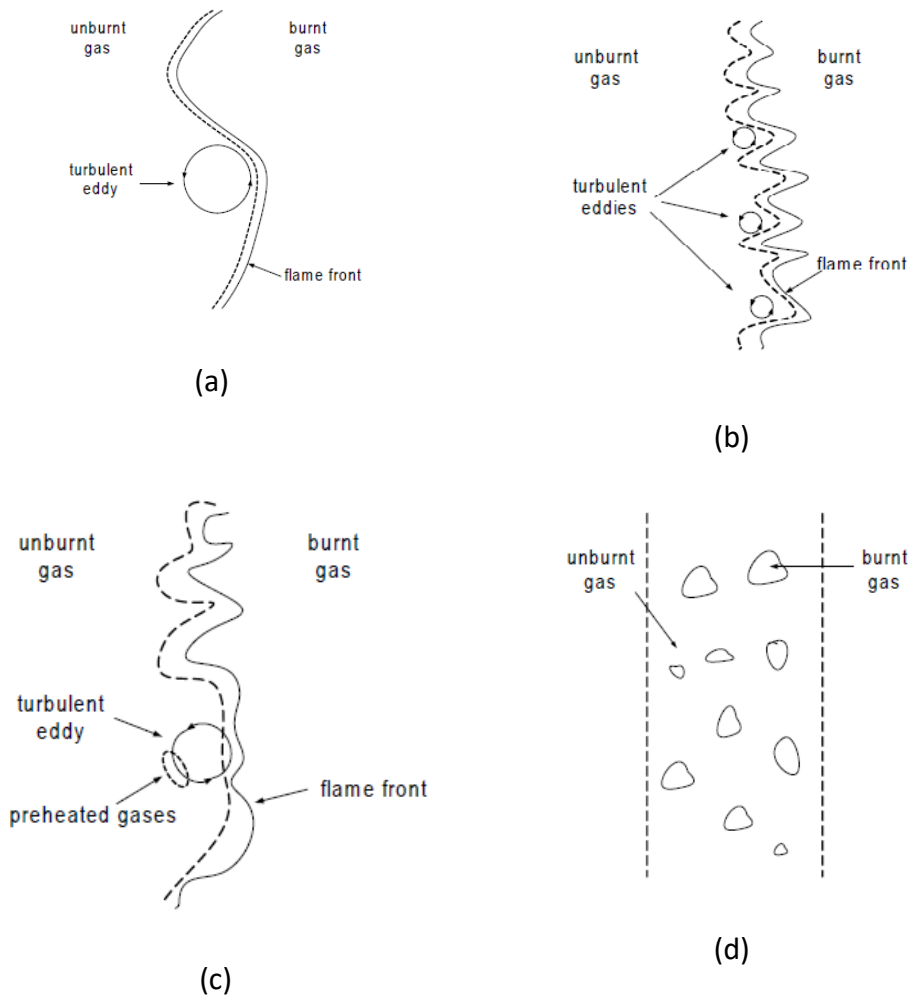 unburnt
gas
burnt
gas
turbulent
eddy
flame front
(a)
unburnt
gas
burnt
gas
turbulent
eddies
flame front
(b)
unburnt
gas
burnt
gas
turbulent
eddy
preheated gases
flame front
(c)
unburnt
gas
burnt
gas
(d)